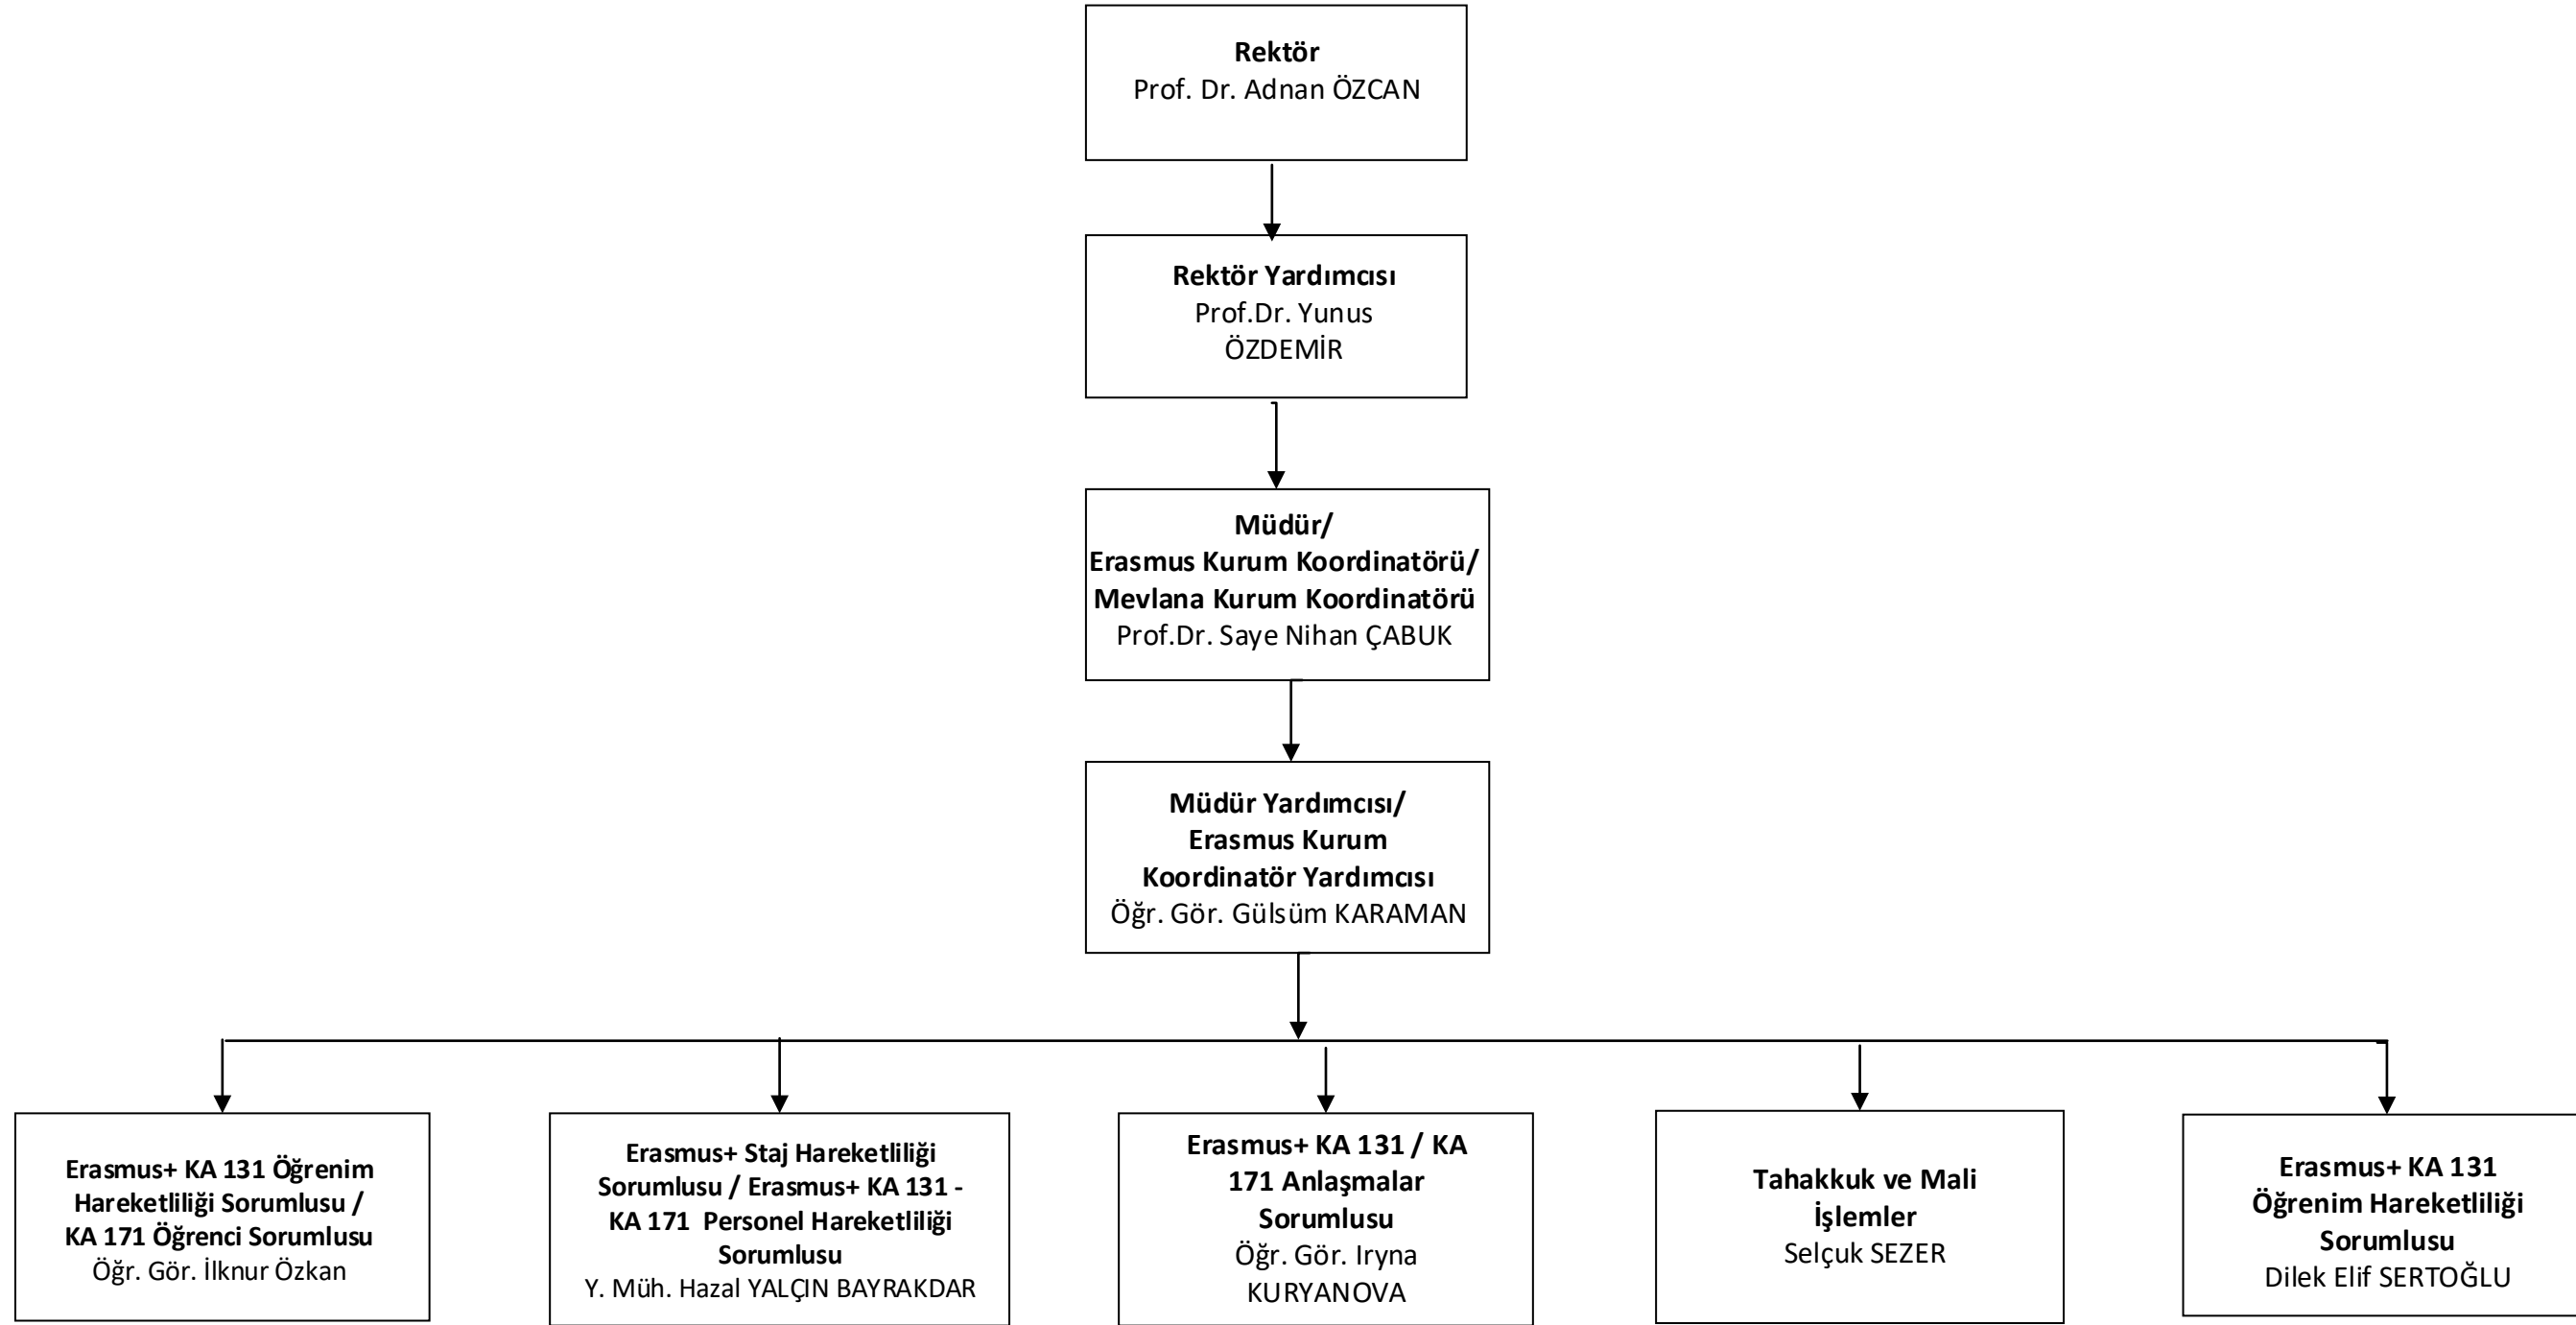 Rektör
Prof. Dr. Adnan ÖZCAN
Rektör Yardımcısı
Prof.Dr. Yunus
ÖZDEMİR
Müdür/
Erasmus Kurum Koordinatörü/
Mevlana Kurum Koordinatörü
Prof.Dr. Saye Nihan ÇABUK
Müdür Yardımcısı/
Erasmus Kurum
Koordinatör Yardımcısı
Öğr. Gör. Gülsüm KARAMAN
Erasmus+ KA 131 Öğrenim
Hareketliliği Sorumlusu /
KA 171 Öğrenci Sorumlusu
Öğr. Gör. İlknur Özkan
Erasmus+ Staj Hareketliliği
Sorumlusu / Erasmus+ KA 131 -
KA 171 Personel Hareketliliği
Sorumlusu
Y. Müh. Hazal YALÇIN BAYRAKDAR
Erasmus+ KA 131 / KA
171 Anlaşmalar
Sorumlusu
Öğr. Gör. Iryna
KURYANOVA
Tahakkuk ve Mali
İşlemler
Selçuk SEZER
Erasmus+ KA 131
Öğrenim Hareketliliği
Sorumlusu
Dilek Elif SERTOĞLU